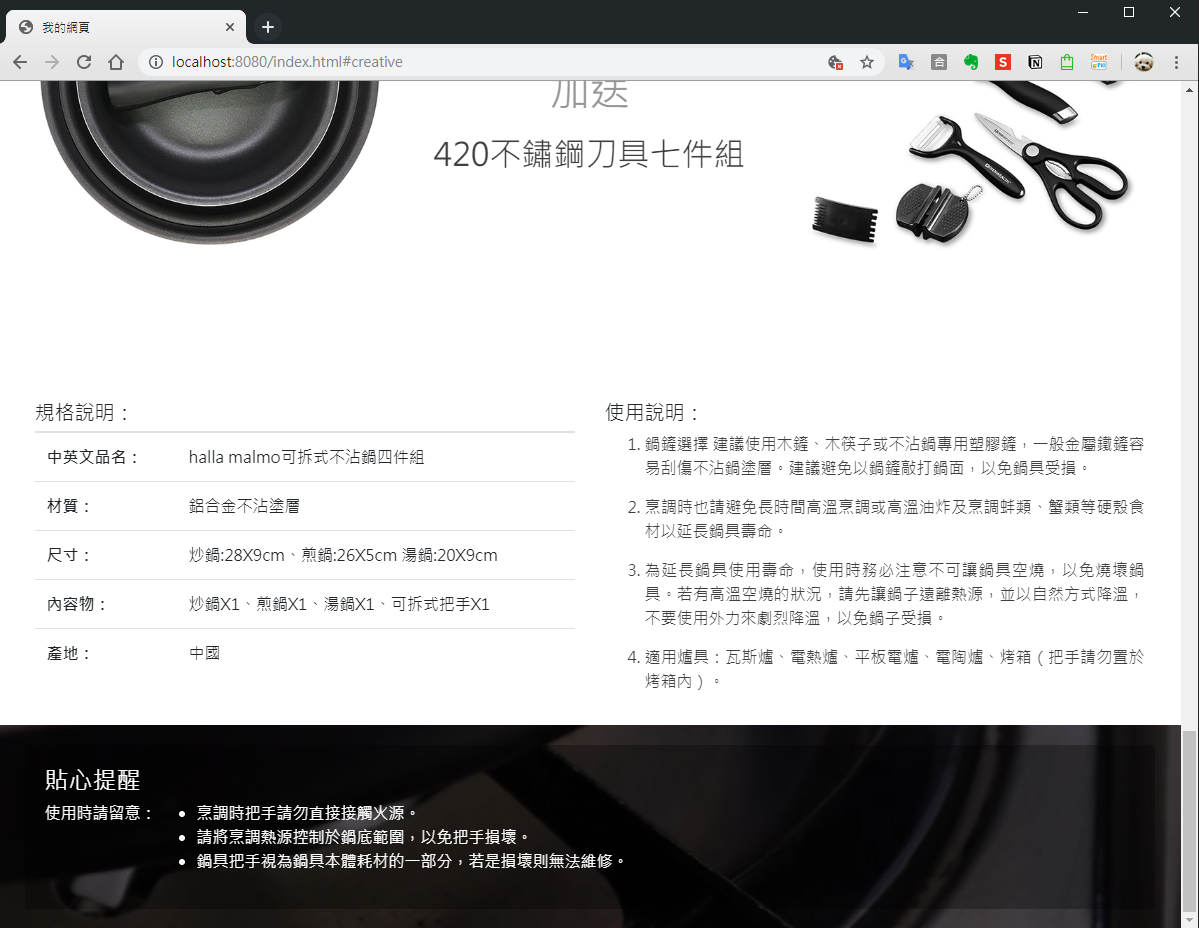 我的網頁
localhost:8080/index.html#creative
加送
420不鏽鋼刀具七件組
規格說明：
中英文品名： halla malmo可拆式不沾鍋四件組
材質： 鋁合金不沾塗層
尺寸： 炒鍋:28X9cm、煎鍋:26X5cm 湯鍋:20X9cm
內容物： 炒鍋X1、煎鍋X1、湯鍋X1、可拆式把手X1
產地： 中國
使用說明：
1. 鍋鏟選擇 建議使用木鏟、木筷子或不沾鍋專用塑膠鏟，一般金屬鐵鏟容
易刮傷不沾鍋塗層。建議避免以鍋鏟敲打鍋面，以免鍋具受損。
2. 烹調時也請避免長時間高溫烹調或高溫油炸及烹調蚌類、蟹類等硬殼食
材以延長鍋具壽命。
3. 為延長鍋具使用壽命，使用時務必注意不可讓鍋具空燒，以免燒壞鍋
具。若有高溫空燒的狀況，請先讓鍋子遠離熱源，並以自然方式降溫，
不要使用外力來劇烈降溫，以免鍋子受損。
4. 適用爐具：瓦斯爐、電熱爐、平板電爐、電陶爐、烤箱（把手請勿置於
烤箱內）。
貼心提醒
使用時請留意： • 烹調時把手請勿直接接觸火源。
• 請將烹調熱源控制於鍋底範圍，以免把手損壞。
• 鍋具把手視為鍋具本體耗材的一部分，若是損壞則無法維修。